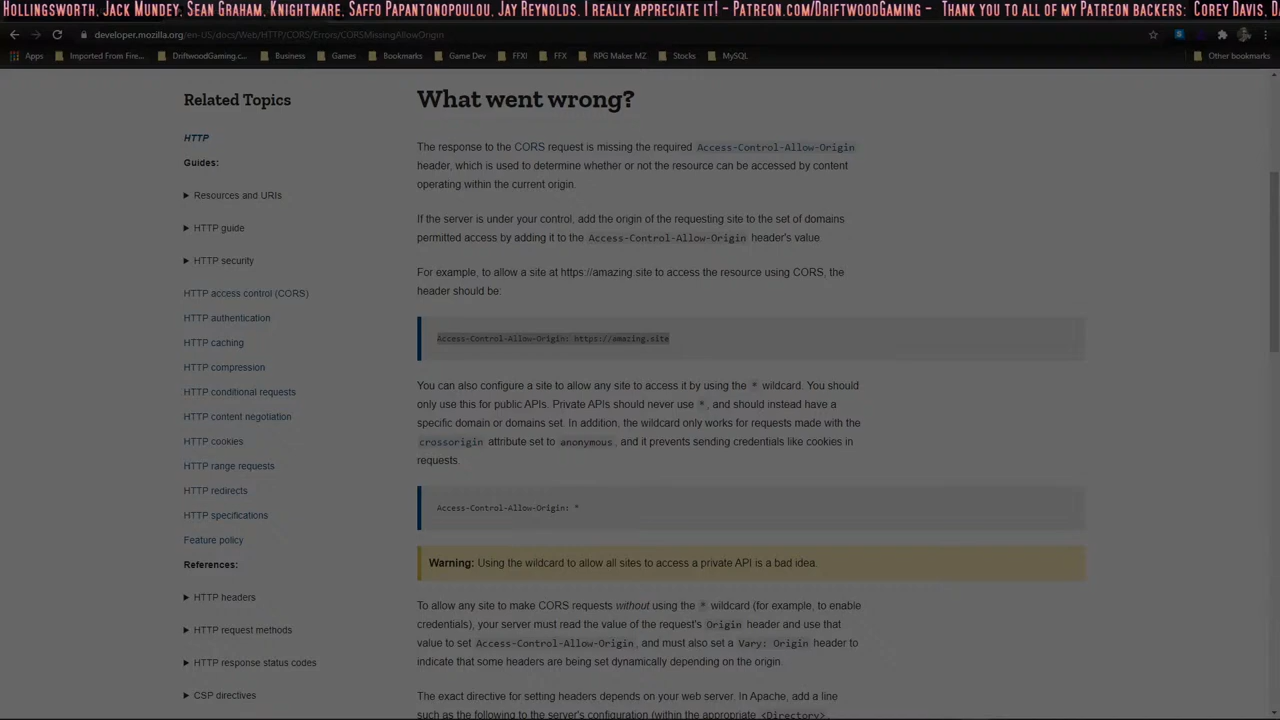 Hollingsworth, Jack Mundey, Sean Graham, Knightmare, Saffo Papantonopoulou, Jay Reynolds. I really appreciate it! - Patreon.com/DriftwoodGaming - Thank you to all of my Patreon backers: Corey Davis, D
developer.mozilla.org/en-US/docs/Web/HTTP/CORS/Errors/CORSMissingAllowOrigin
Apps Imported From Fire... DriftwoodGaming.c... Business Games Bookmarks Game Dev FFXI FFX RPG Maker MZ Stocks MySQL Other bookmarks
Related Topics
HTTP
Guides:
Resources and URIs
HTTP guide
HTTP security
HTTP access control (CORS)
HTTP authentication
HTTP caching
HTTP compression
HTTP conditional requests
HTTP content negotiation
HTTP cookies
HTTP range requests
HTTP redirects
HTTP specifications
Feature policy
References:
HTTP headers
HTTP request methods
HTTP response status codes
CSP directives
What went wrong?
The response to the CORS request is missing the required Access-Control-Allow-Origin
header, which is used to determine whether or not the resource can be accessed by content
operating within the current origin.
If the server is under your control, add the origin of the requesting site to the set of domains
permitted access by adding it to the Access-Control-Allow-Origin header's value.
For example, to allow a site at https://amazing.site to access the resource using CORS, the
header should be:
Access-Control-Allow-Origin: https://amazing.site
You can also configure a site to allow any site to access it by using the * wildcard. You should
only use this for public APIs. Private APIs should never use *, and should instead have a
specific domain or domains set. In addition, the wildcard only works for requests made with the
crossorigin attribute set to anonymous, and it prevents sending credentials like cookies in
requests.
Access-Control-Allow-Origin: *
Warning: Using the wildcard to allow all sites to access a private API is a bad idea.
To allow any site to make CORS requests without using the * wildcard (for example, to enable
credentials), your server must read the value of the request's Origin header and use that
value to set Access-Control-Allow-Origin, and must also set a Vary: Origin header to
indicate that some headers are being set dynamically depending on the origin.
The exact directive for setting headers depends on your web server. In Apache, add a line
such as the following to the server's configuration (within the appropriate <Directory>,